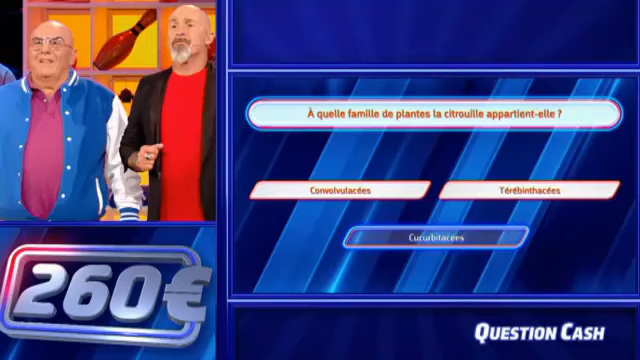 À quelle famille de plantes la citrouille appartient-elle ?
Convolvulacées
Térébinthacées
Cucurbitacées
260€
QUESTION CASH